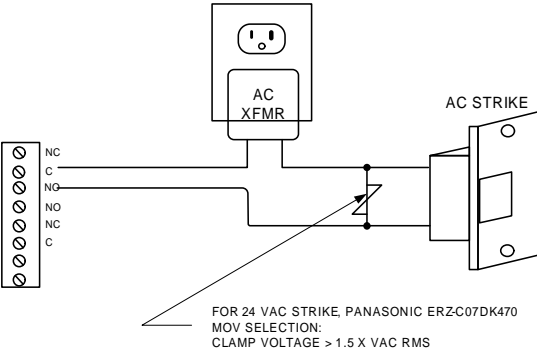 AC
XFMR
AC STRIKE
NC
C
NO
NO
NC
C
FOR 24 VAC STRIKE, PANASONIC ERZ-C07DK470
MOV SELECTION:
CLAMP VOLTAGE > 1.5 X VAC RMS